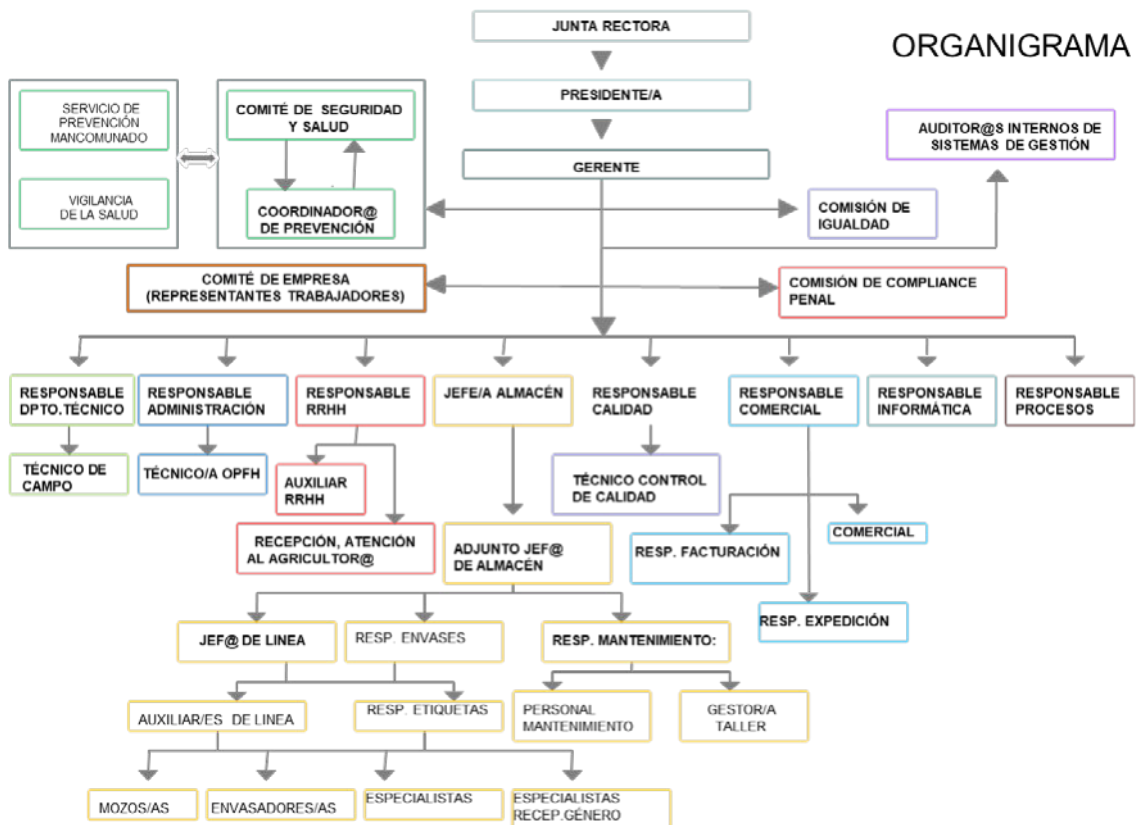 JUNTA RECTORA
ORGANIGRAMA
PRESIDENTE/A
SERVICIO DE
PREVENCIÓN
MANCOMUNADO
COMITÉ DE SEGURIDAD
Y SALUD
AUDITOR@S INTERNOS DE
SISTEMAS DE GESTIÓN
GERENTE
VIGILANCIA
DE LA SALUD
COORDINADOR@
DE PREVENCIÓN
COMISIÓN DE
IGUALDAD
COMITÉ DE EMPRESA
(REPRESENTANTES TRABAJADORES)
COMISIÓN DE COMPLIANCE
PENAL
RESPONSABLE
DPTO.TÉCNICO
RESPONSABLE
ADMINISTRACIÓN
RESPONSABLE
RRHH
JEFE/A ALMACÉN
RESPONSABLE
CALIDAD
RESPONSABLE
COMERCIAL
RESPONSABLE
INFORMÁTICA
RESPONSABLE
PROCESOS
TÉCNICO DE
CAMPO
TÉCNICO/A OPFH
AUXILIAR
RRHH
TÉCNICO CONTROL
DE CALIDAD
RECEPCIÓN, ATENCIÓN
AL AGRICULTOR@
ADJUNTO JEF@
DE ALMACÉN
RESP. FACTURACIÓN
COMERCIAL
RESP. EXPEDICIÓN
JEF@ DE LINEA
RESP. ENVASES
RESP. MANTENIMIENTO:
AUXILIAR/ES DE LINEA
RESP. ETIQUETAS
PERSONAL
MANTENIMIENTO
GESTOR/A
TALLER
MOZOS/AS
ENVASADORES/AS
ESPECIALISTAS
ESPECIALISTAS
RECEP.GÉNERO